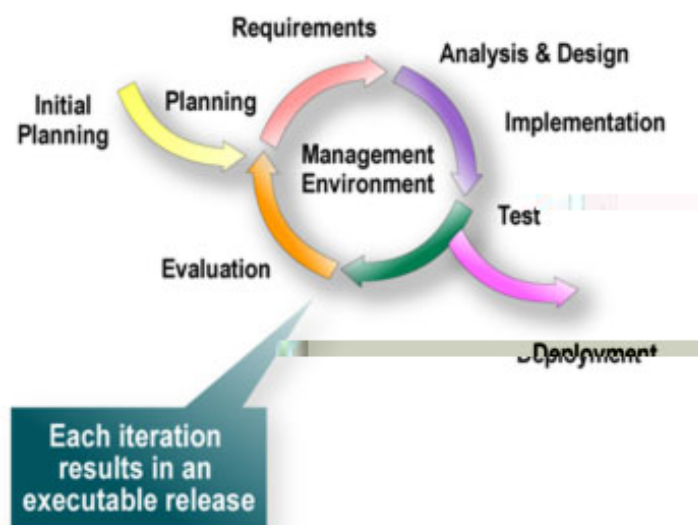 Requirements
Analysis & Design
Planning
Initial
Planning
Implementation
Management
Environment
Test
Evaluation
Deployment
Each iteration
results in an
executable release